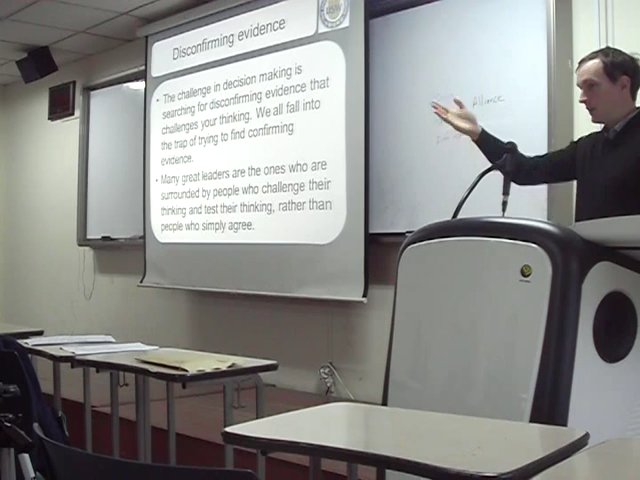 Disconfirming evidence
• The challenge in decision making is
searching for disconfirming evidence that
challenges your thinking. We all fall into
the trap of trying to find confirming
evidence.
• Many great leaders are the ones who are
surrounded by people who challenge their
thinking and test their thinking, rather than
people who simply agree.
Alliance